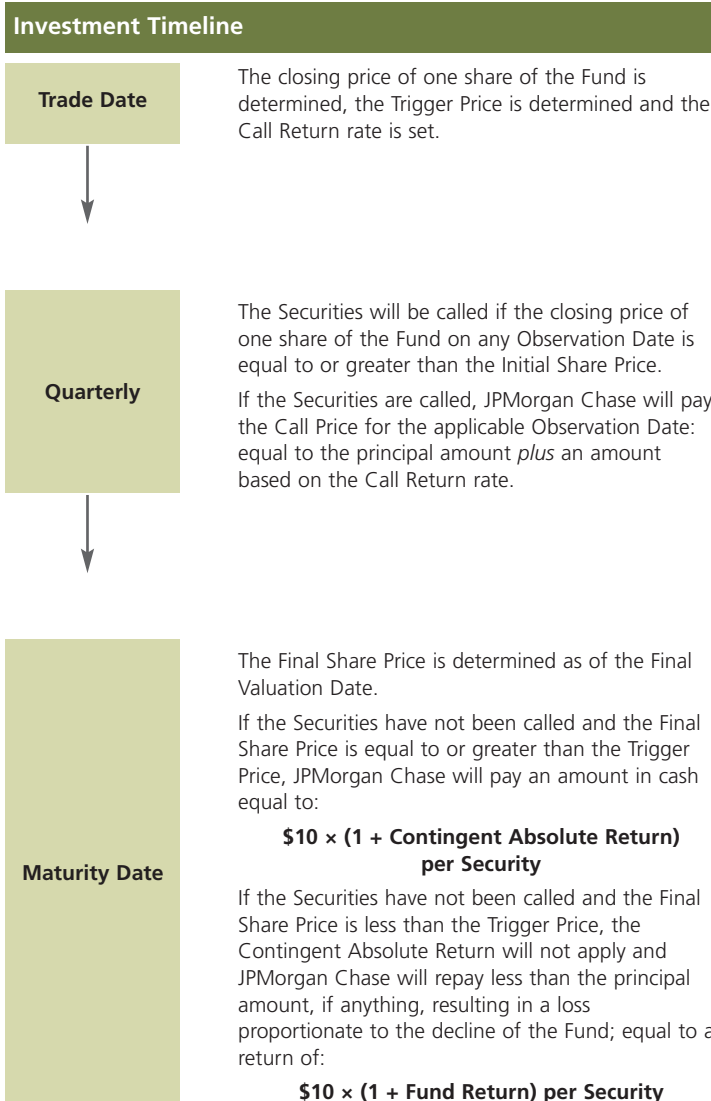 Investment Timeline
Trade Date
The closing price of one share of the Fund is
determined, the Trigger Price is determined and the
Call Return rate is set.
Quarterly
The Securities will be called if the closing price of
one share of the Fund on any Observation Date is
equal to or greater than the Initial Share Price.
If the Securities are called, JPMorgan Chase will pay
the Call Price for the applicable Observation Date:
equal to the principal amount plus an amount
based on the Call Return rate.
Maturity Date
The Final Share Price is determined as of the Final
Valuation Date.
If the Securities have not been called and the Final
Share Price is equal to or greater than the Trigger
Price, JPMorgan Chase will pay an amount in cash
equal to:
$10 × (1 + Contingent Absolute Return)
per Security
If the Securities have not been called and the Final
Share Price is less than the Trigger Price, the
Contingent Absolute Return will not apply and
JPMorgan Chase will repay less than the principal
amount, if anything, resulting in a loss
proportionate to the decline of the Fund; equal to a
return of:
$10 × (1 + Fund Return) per Security